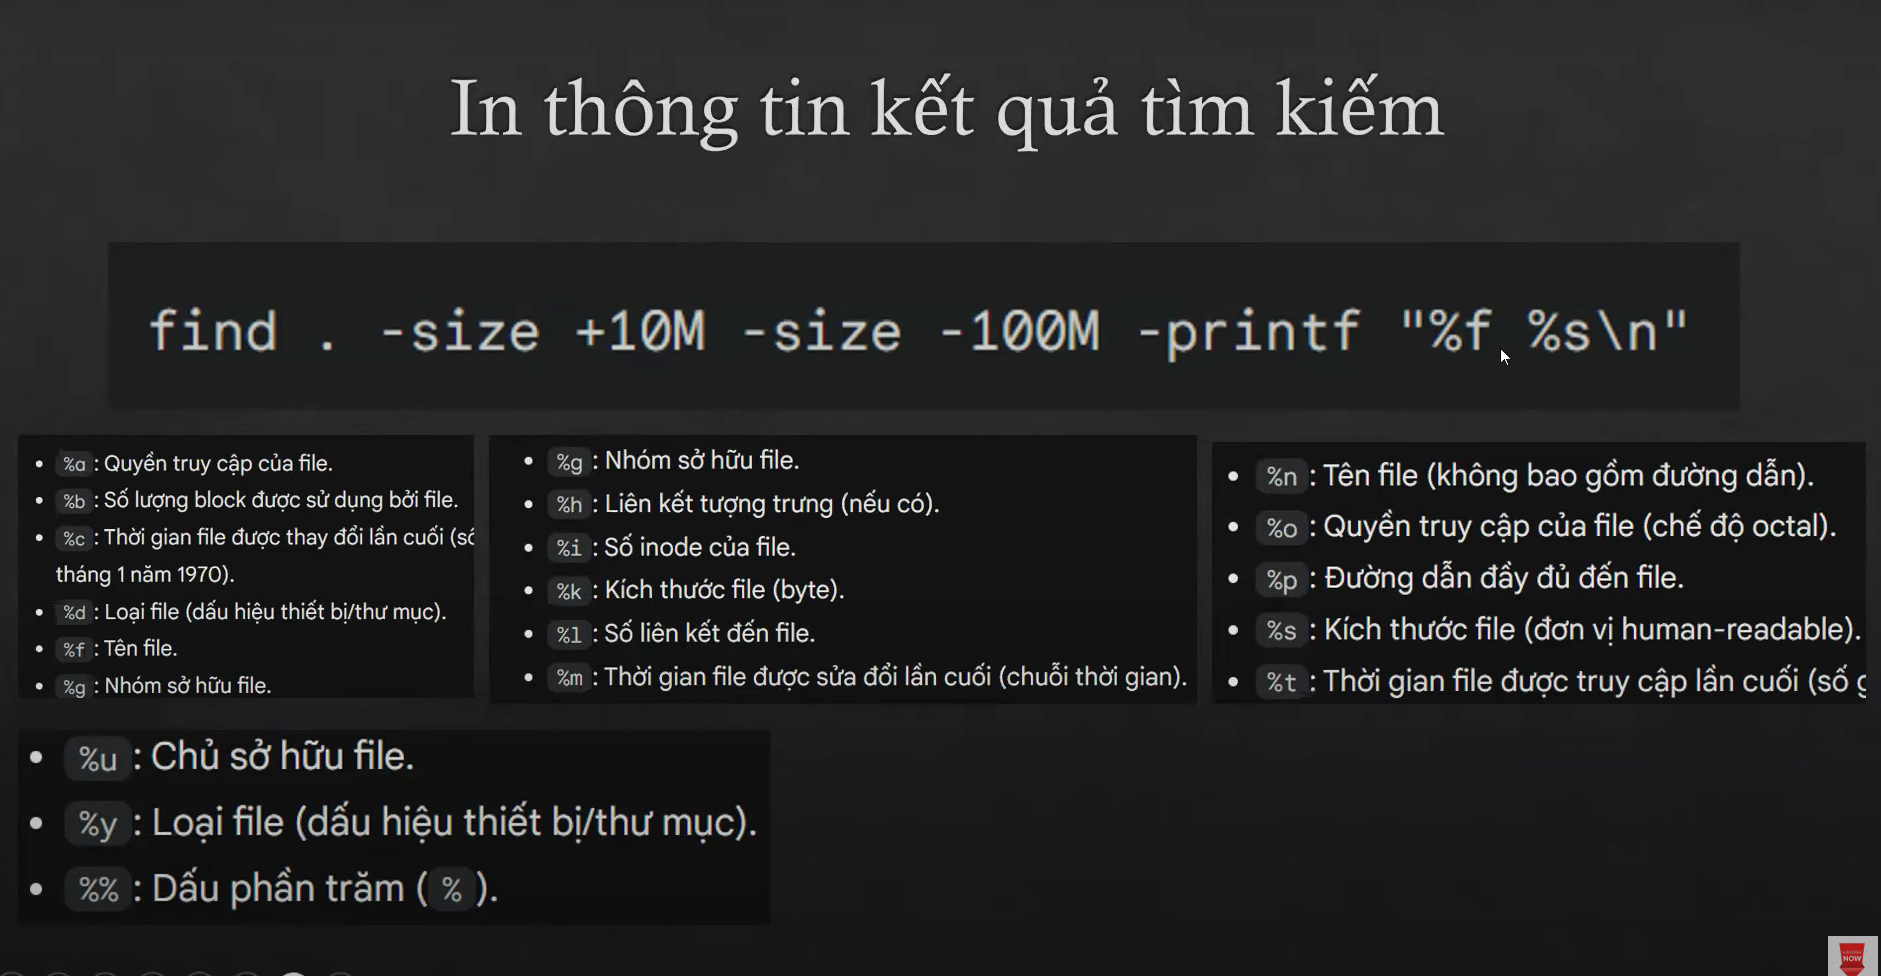 In thông tin kết quả tìm kiếm
find . -size +10M -size -100M -printf "%f %s\n"
• %a : Quyền truy cập của file.
• %b : Số lượng block được sử dụng bởi file.
• %c : Thời gian file được thay đổi lần cuối (số
tháng 1 năm 1970).
• %d : Loại file (dấu hiệu thiết bị/thư mục).
• %f : Tên file.
• %g : Nhóm sở hữu file.
• %g : Nhóm sở hữu file.
• %h : Liên kết tượng trưng (nếu có).
• %i : Số inode của file.
• %k : Kích thước file (byte).
• %l : Số liên kết đến file.
• %m : Thời gian file được sửa đổi lần cuối (chuỗi thời gian).
• %n : Tên file (không bao gồm đường dẫn).
• %o : Quyền truy cập của file (chế độ octal).
• %p : Đường dẫn đầy đủ đến file.
• %s : Kích thước file (đơn vị human-readable).
• %t : Thời gian file được truy cập lần cuối (số
• %u : Chủ sở hữu file.
• %y : Loại file (dấu hiệu thiết bị/thư mục).
• %% : Dấu phần trăm ( % ).
NOW